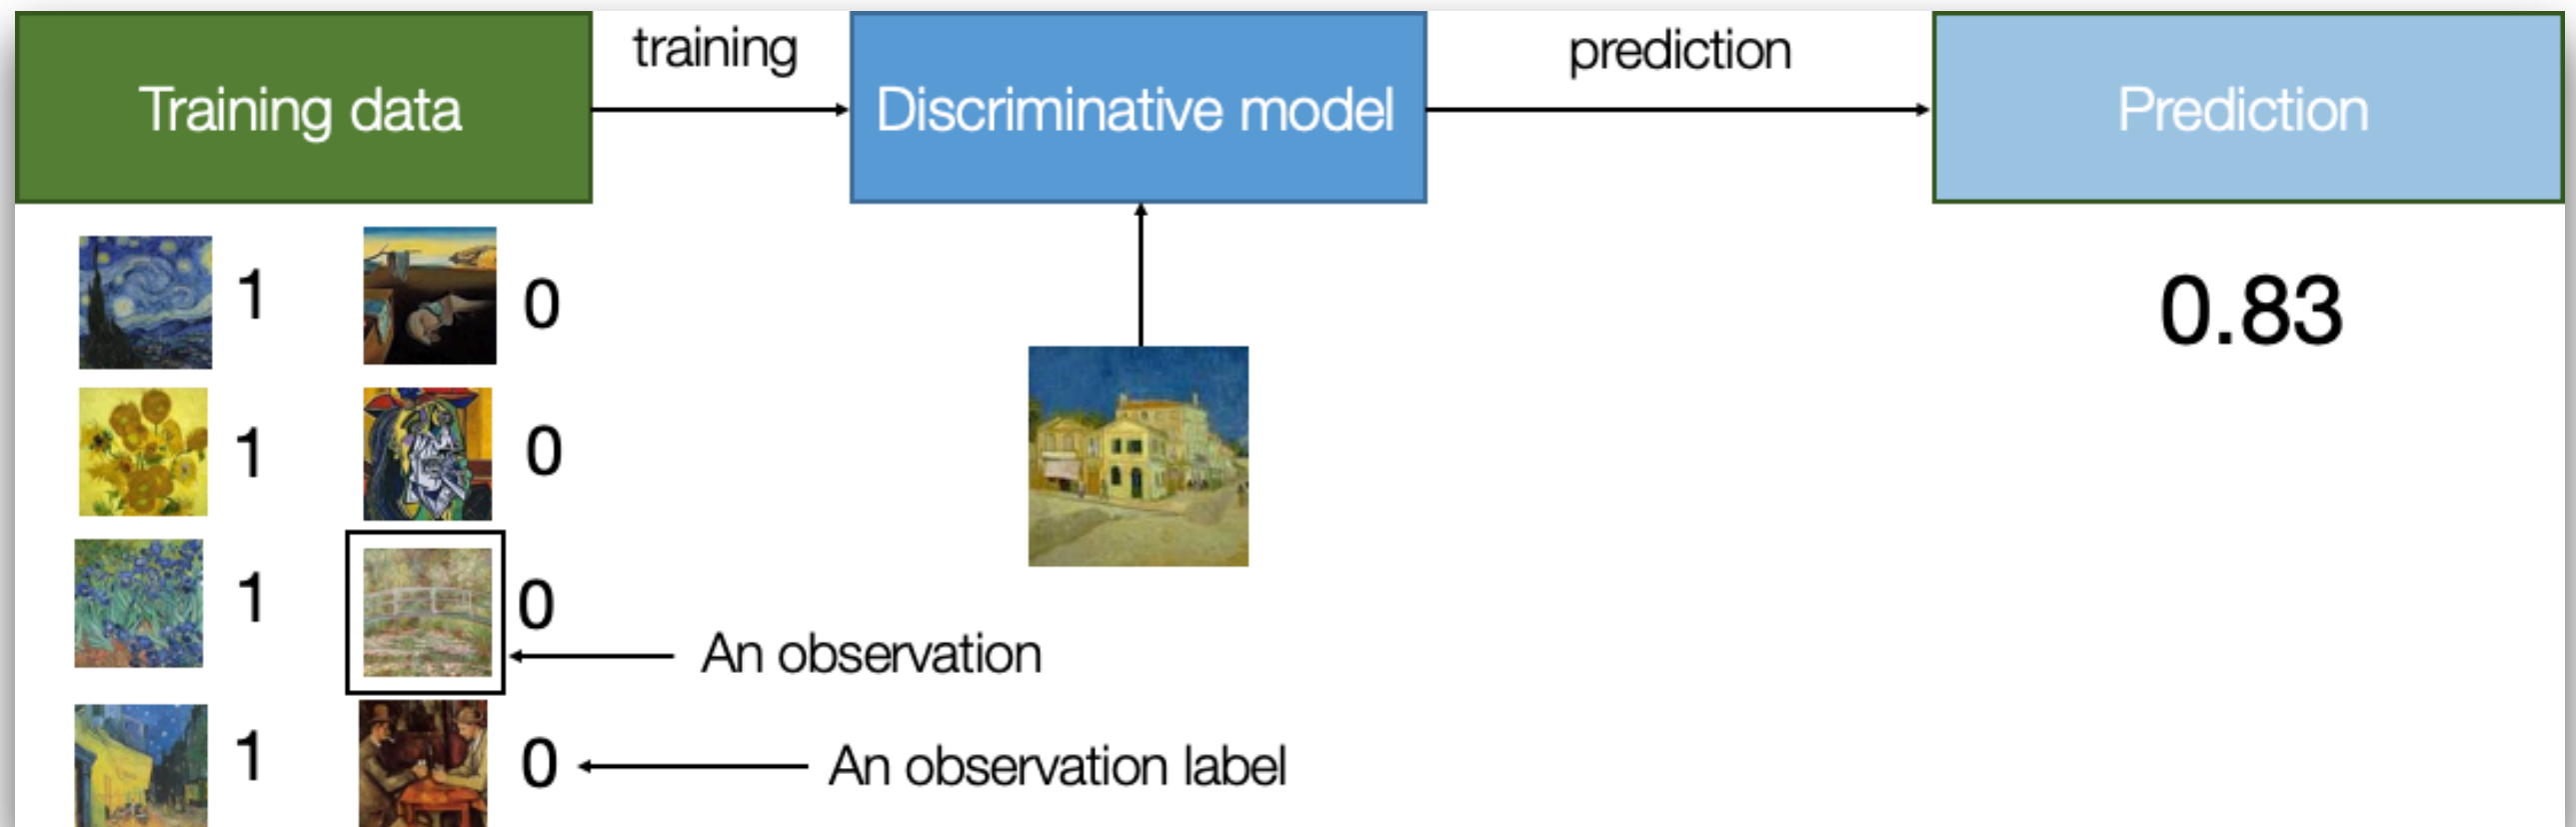 Training data
training
Discriminative model
prediction
Prediction
1
0
0.83
1
0
1
0
An observation
1
0
An observation label